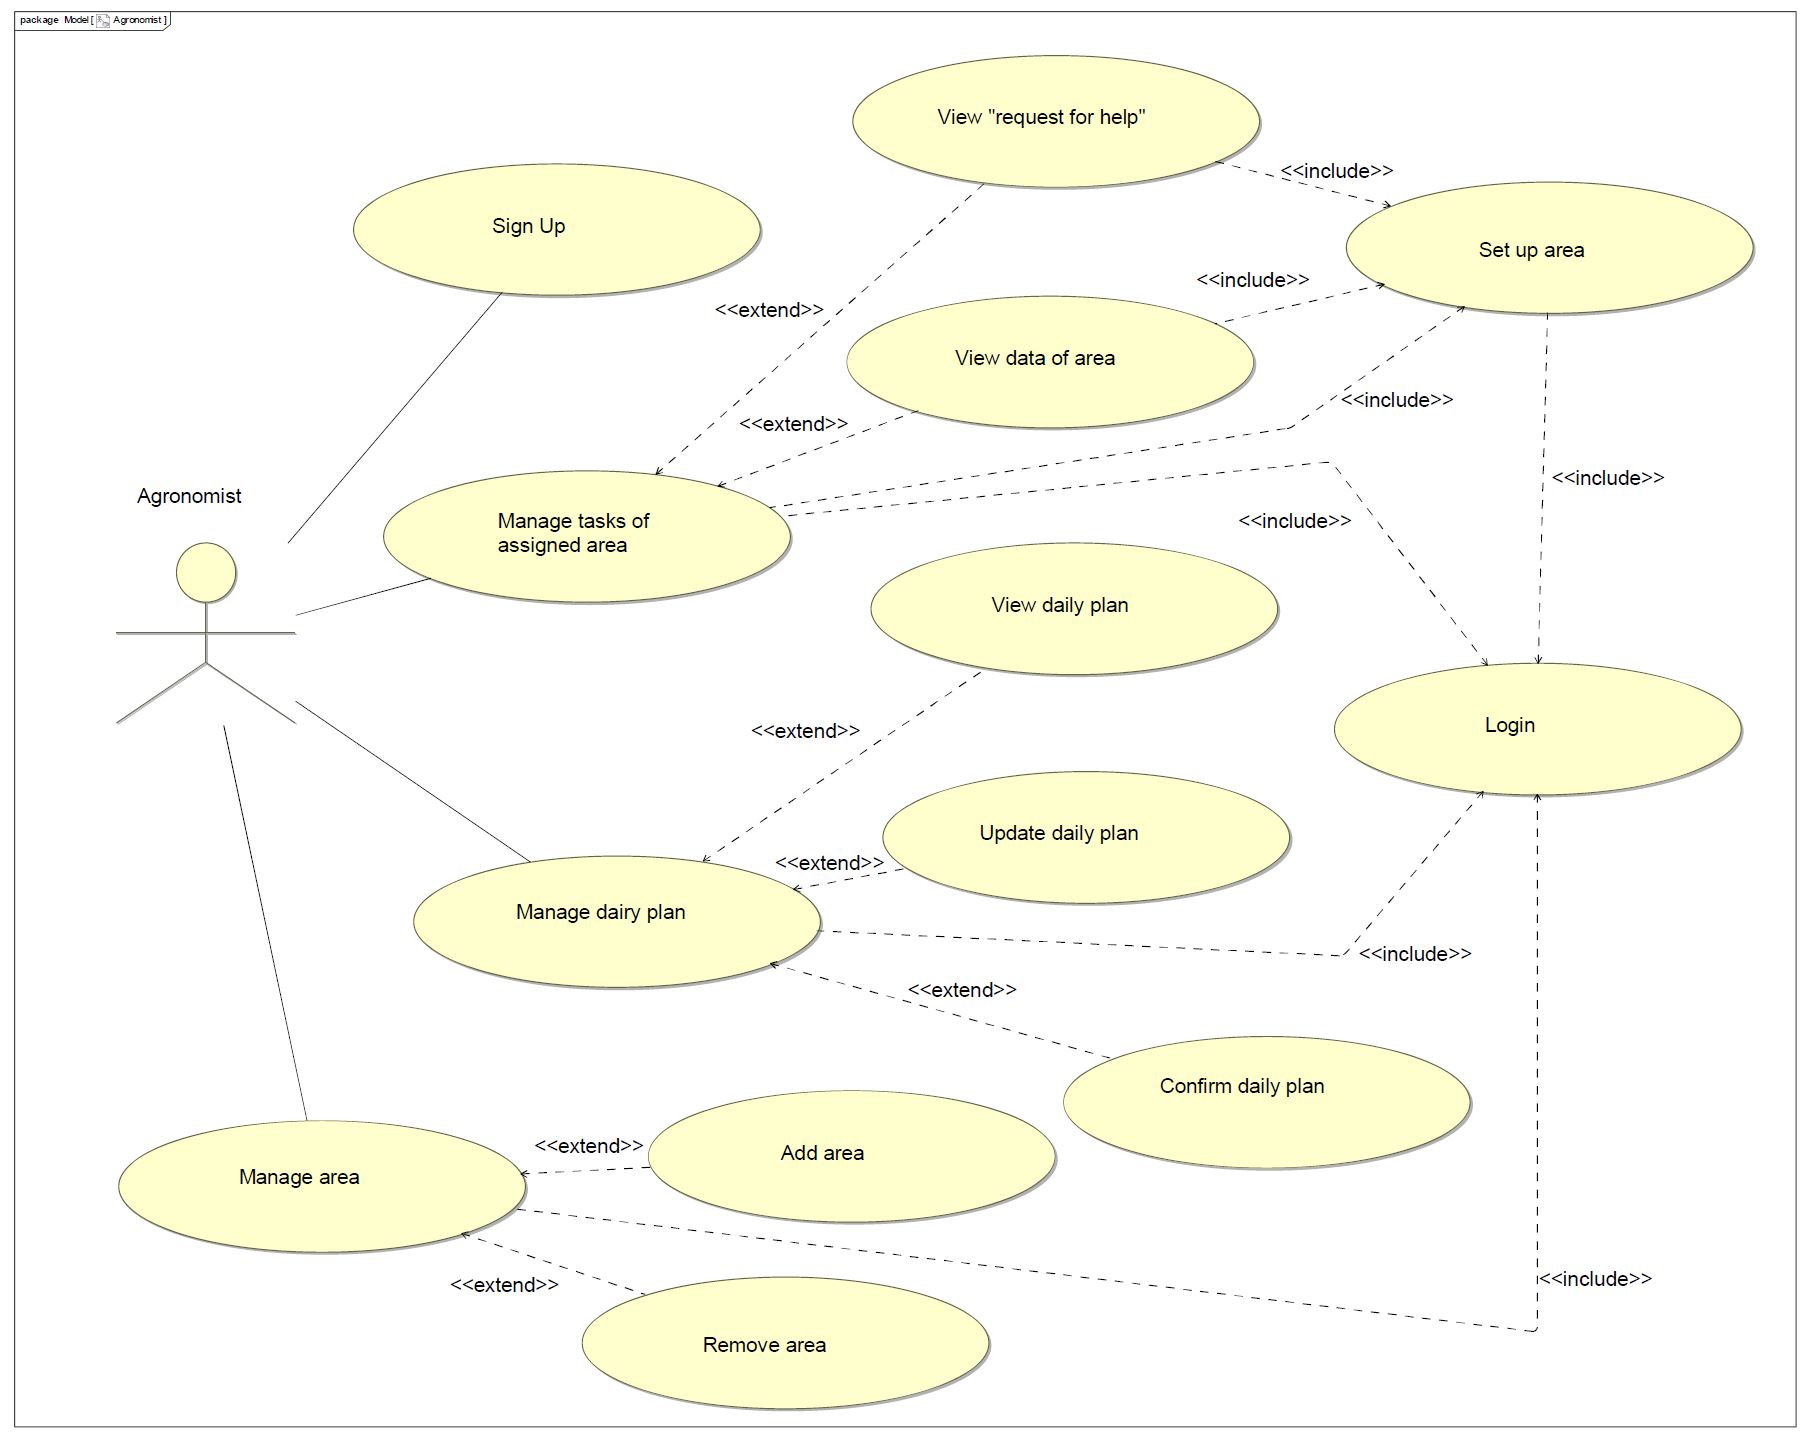 package Model [ Agronomist ]
View "request for help"
<<include>>
Sign Up
Set up area
<<include>>
<<extend>>
View data of area
<<include>>
<<extend>>
<<include>>
Agronomist
Manage tasks of
assigned area
<<include>>
View daily plan
<<extend>>
Login
Update daily plan
<<extend>>
Manage dairy plan
<<include>>
<<extend>>
Confirm daily plan
<<extend>>
Add area
Manage area
<<extend>>
<<include>>
Remove area